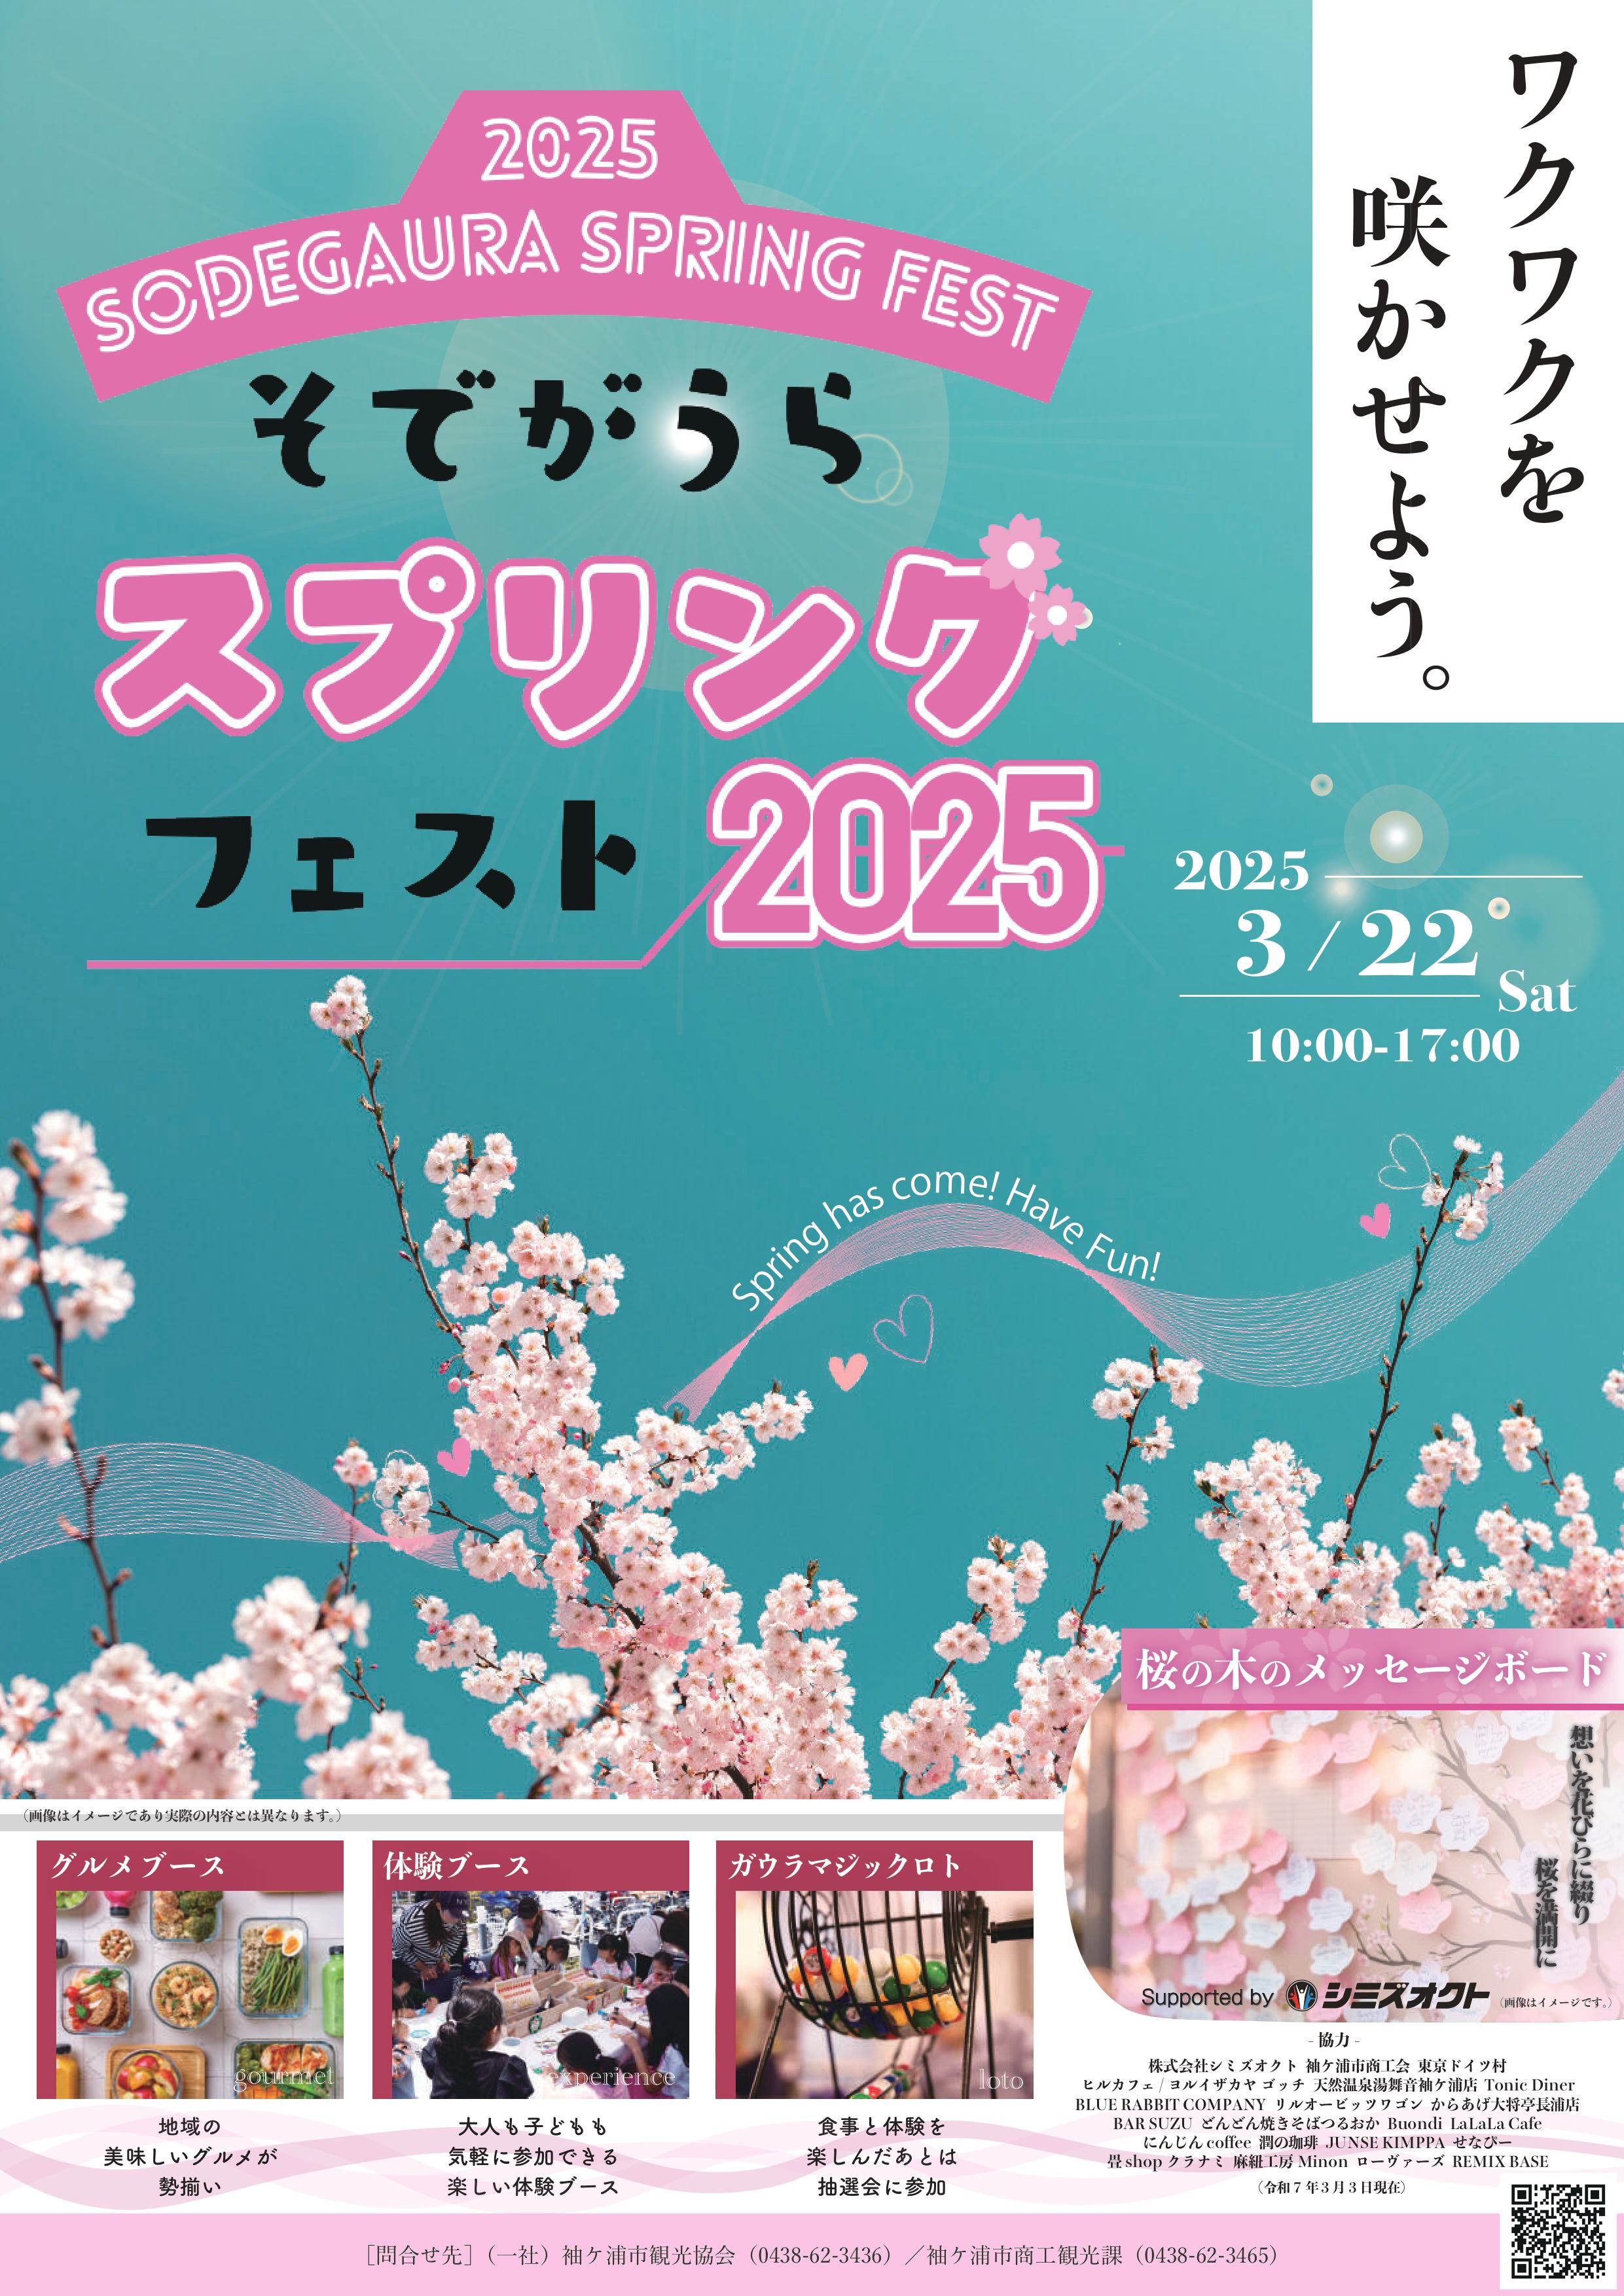 ワクワクを
咲かせよう。
2025
SODEGAURA SPRING FEST
そでがうら
スプリング
フェスト 2025
2025
3/22 Sat
10:00-17:00
Spring has come! Have Fun!
桜の木のメッセージボード
想いを花びらに綴り
桜を満開に
Supported by シミズオクト （画像はイメージです。）
（画像はイメージであり実際の内容とは異なります。）
グルメブース
gourmet
地域の
美味しいグルメが
勢揃い
体験ブース
experience
大人も子どもも
気軽に参加できる
楽しい体験ブース
ガウラマジックロト
loto
食事と体験を
楽しんだあとは
抽選会に参加
- 協力 -
株式会社シミズオクト 袖ケ浦市商工会 東京ドイツ村
ヒルカフェ / ヨルイザカヤ ゴッチ 天然温泉湯舞音袖ケ浦店 Tonic Diner
BLUE RABBIT COMPANY リルオービッツワゴン からあげ大将亭長浦店
BAR SUZU どんどん焼きそばつるおか Buondi LaLaLa Cafe
にんじん coffee 潤の珈琲 JUNSE KIMPPA せなぴー
畳 shop クラナミ 麻紐工房 Minon ローヴァーズ REMIX BASE
（令和７年３月３日現在）
［問合せ先］（一社）袖ケ浦市観光協会（0438-62-3436）／袖ケ浦市商工観光課（0438-62-3465）